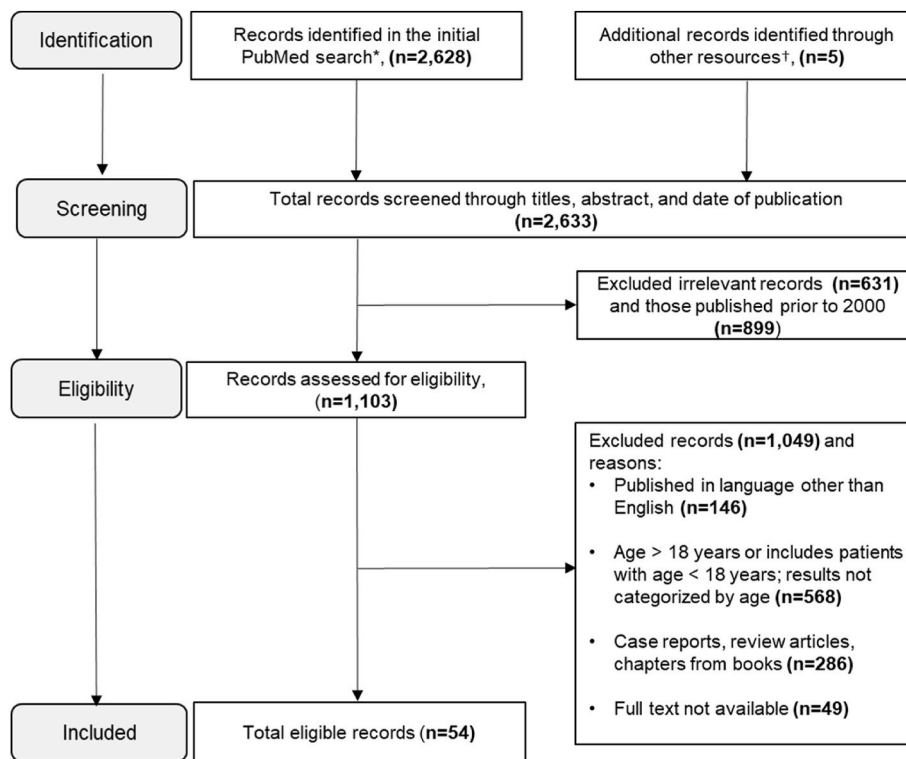 Identification
Records identified in the initial
PubMed search*, (n=2,628)
Additional records identified through
other resources†, (n=5)
Screening
Total records screened through titles, abstract, and date of publication
(n=2,633)
Excluded irrelevant records (n=631)
and those published prior to 2000
(n=899)
Eligibility
Records assessed for eligibility,
(n=1,103)
Excluded records (n=1,049) and
reasons:
• Published in language other than
English (n=146)
• Age > 18 years or includes patients
with age < 18 years; results not
categorized by age (n=568)
• Case reports, review articles,
chapters from books (n=286)
• Full text not available (n=49)
Included
Total eligible records (n=54)